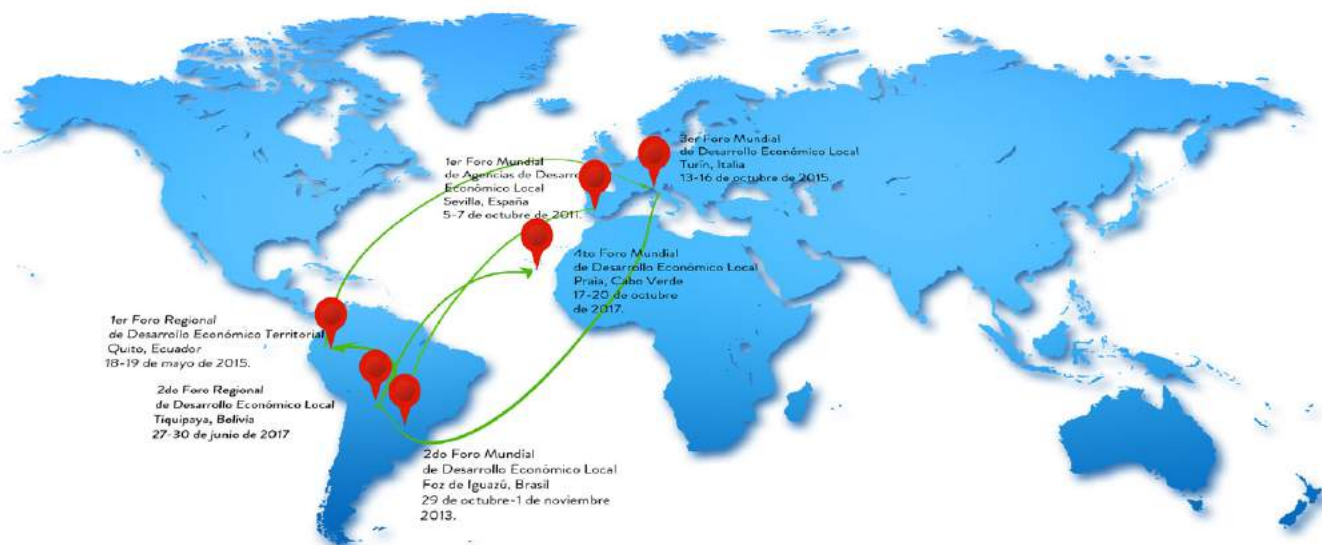 1er Foro Mundial
de Agencias de Desarro
Económico Local
Sevilla, España
5-7 de octubre de 2011.
3er Foro Mundial
de Desarrollo Económico Local
Turín, Italia
13-16 de octubre de 2015.
4to Foro Mundial
de Desarrollo Económico Local
Praia, Cabo Verde
17-20 de octubre
de 2017.
1er Foro Regional
de Desarrollo Económico Territorial
Quito, Ecuador
18-19 de mayo de 2015.
2do Foro Regional
de Desarrollo Económico Local
Tiquipaya, Bolivia
27-30 de junio de 2017
2do Foro Mundial
de Desarrollo Económico Local
Foz de Iguazú, Brasil
29 de octubre-1 de noviembre
2013.